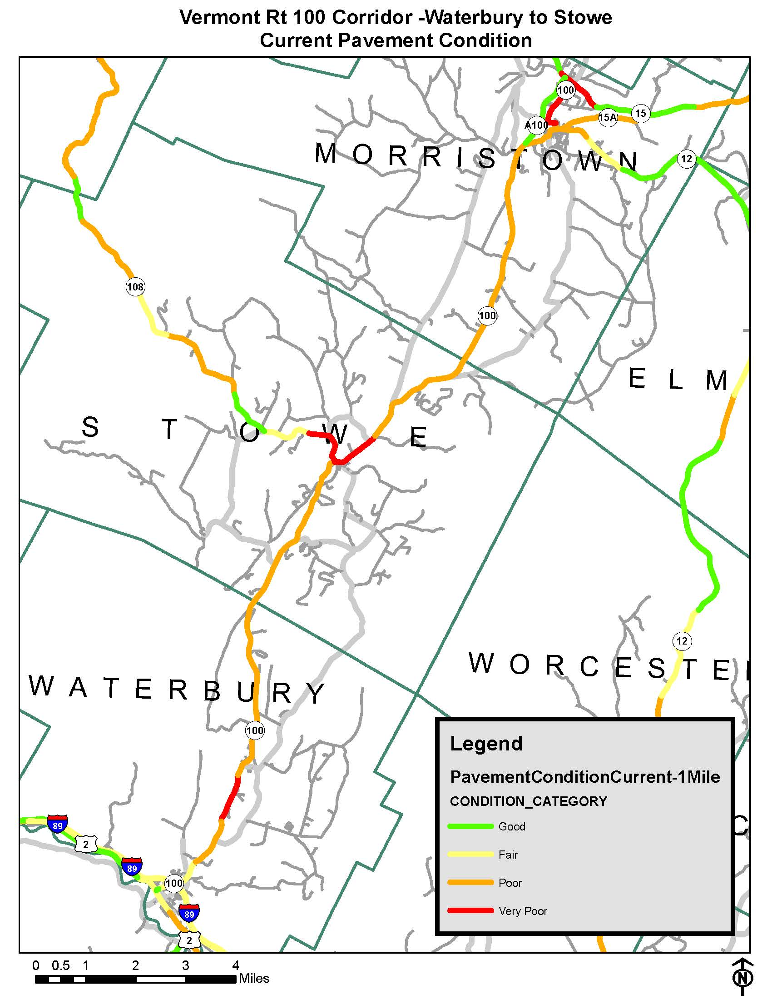 Vermont Rt 100 Corridor -Waterbury to Stowe
Current Pavement Condition
100
15A
15
A100
MORRISTOWN
12
108
100
ELM
STOWE
12
WORCESTE
WATERBURY
100
Legend
PavementConditionCurrent-1Mile
CONDITION_CATEGORY
Good
Fair
Poor
Very Poor
C
89
2
89
100
89
2
0 0.5 1 2 3 4
Miles
N